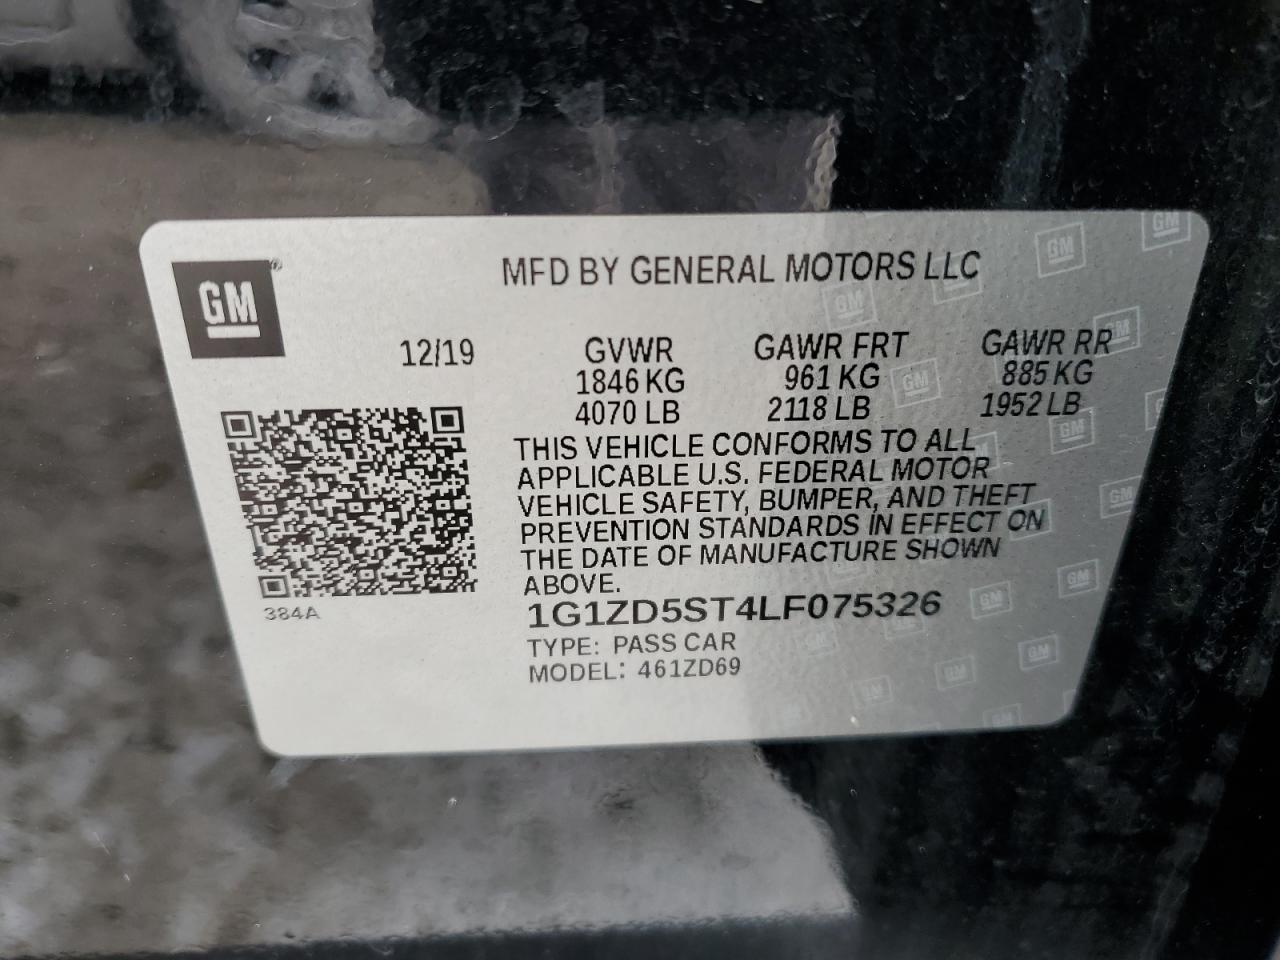 GM
MFD BY GENERAL MOTORS LLC
12/19 GVWR GAWR FRT GAWR RR
1846 KG 961 KG 885 KG
4070 LB 2118 LB 1952 LB
THIS VEHICLE CONFORMS TO ALL
APPLICABLE U.S. FEDERAL MOTOR
VEHICLE SAFETY, BUMPER, AND THEFT
PREVENTION STANDARDS IN EFFECT ON
THE DATE OF MANUFACTURE SHOWN
ABOVE.
384A
1G1ZD5ST4LF075326
TYPE: PASS CAR
MODEL: 461ZD69